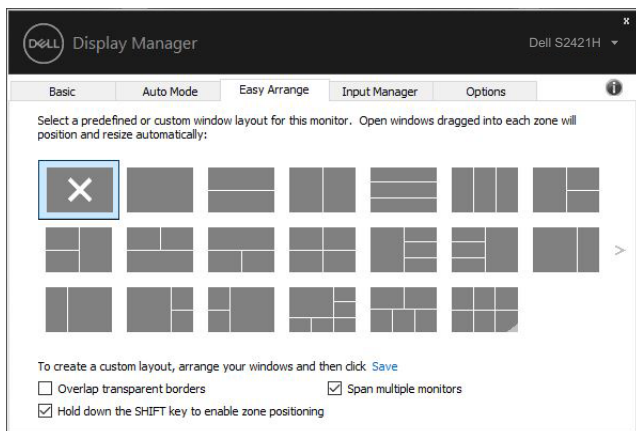 x
DELL Display Manager Dell S2421H
Basic Auto Mode Easy Arrange Input Manager Options i
Select a predefined or custom window layout for this monitor. Open windows dragged into each zone will
position and resize automatically:
>
To create a custom layout, arrange your windows and then click Save
Overlap transparent borders Span multiple monitors
Hold down the SHIFT key to enable zone positioning